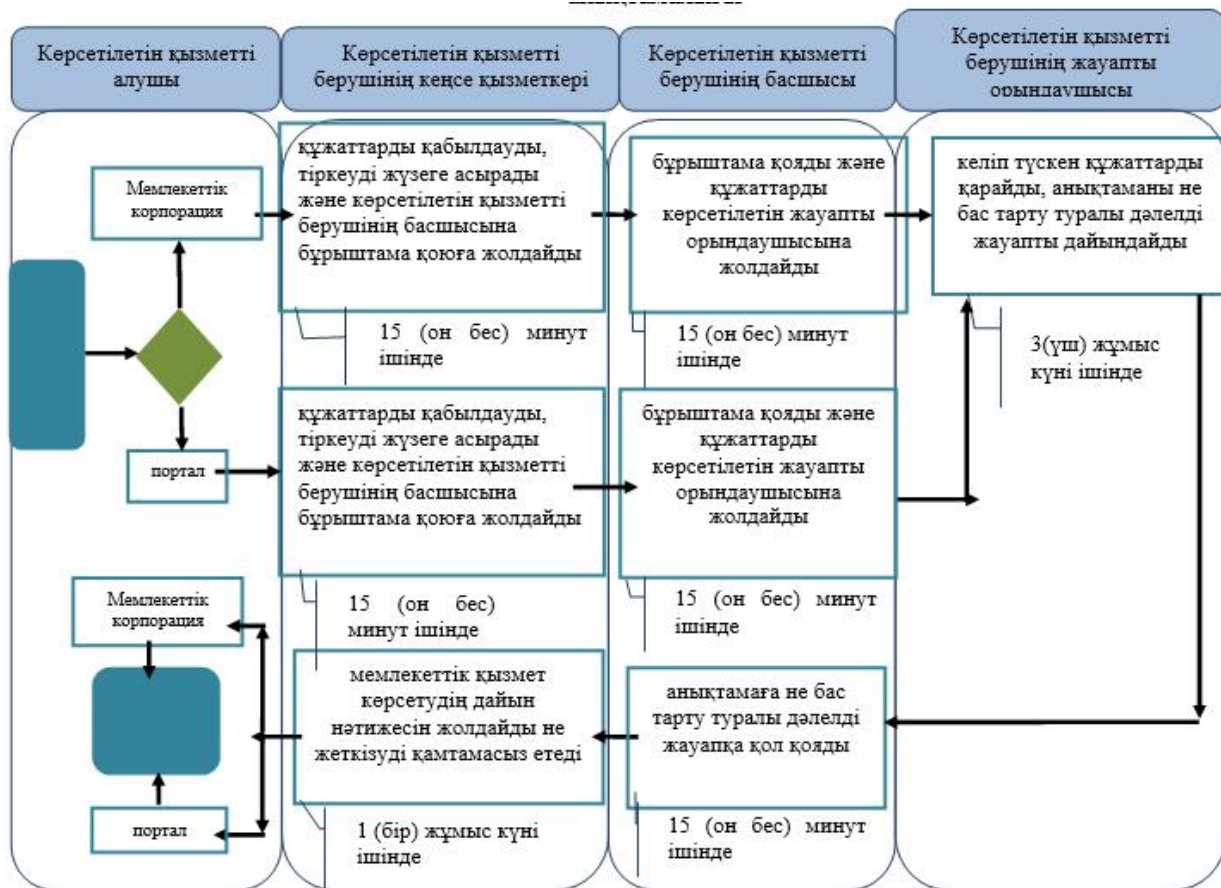 Көрсетілетін қызметті
алушы
Көрсетілетін қызметті
берушінің кеңсе қызметкері
Көрсетілетін қызметті
берушінің басшысы
Көрсетілетін қызметті
берушінің жауапты
орындаушысы
Мемлекеттік
корпорация
құжаттарды қабылдауды,
тіркеуді жүзеге асырады
және көрсетілетін қызметті
берушінің басшысына
бұрыштама қоюға жолдайды
бұрыштама қояды және
құжаттарды
көрсетілетін жауапты
орындаушысына
жолдайды
келіп түскен құжаттарды
қарайды, анықтаманы не
бас тарту туралы дәлелді
жауапты дайындайды
15 (он бес) минут
ішінде
15 (он бес) минут
ішінде
3(үш) жұмыс
күні ішінде
портал
құжаттарды қабылдауды,
тіркеуді жүзеге асырады
және көрсетілетін қызметті
берушінің басшысына
бұрыштама қоюға жолдайды
бұрыштама қояды және
құжаттарды
көрсетілетін жауапты
орындаушысына
жолдайды
15 (он бес)
минут ішінде
15 (он бес) минут
ішінде
Мемлекеттік
корпорация
мемлекеттік қызмет
көрсетудің дайын
нәтижесін жолдайды не
жеткізуді қамтамасыз етеді
анықтамаға не бас
тарту туралы дәлелді
жауапқа қол қояды
портал
1 (бір) жұмыс күні
ішінде
15 (он бес) минут
ішінде